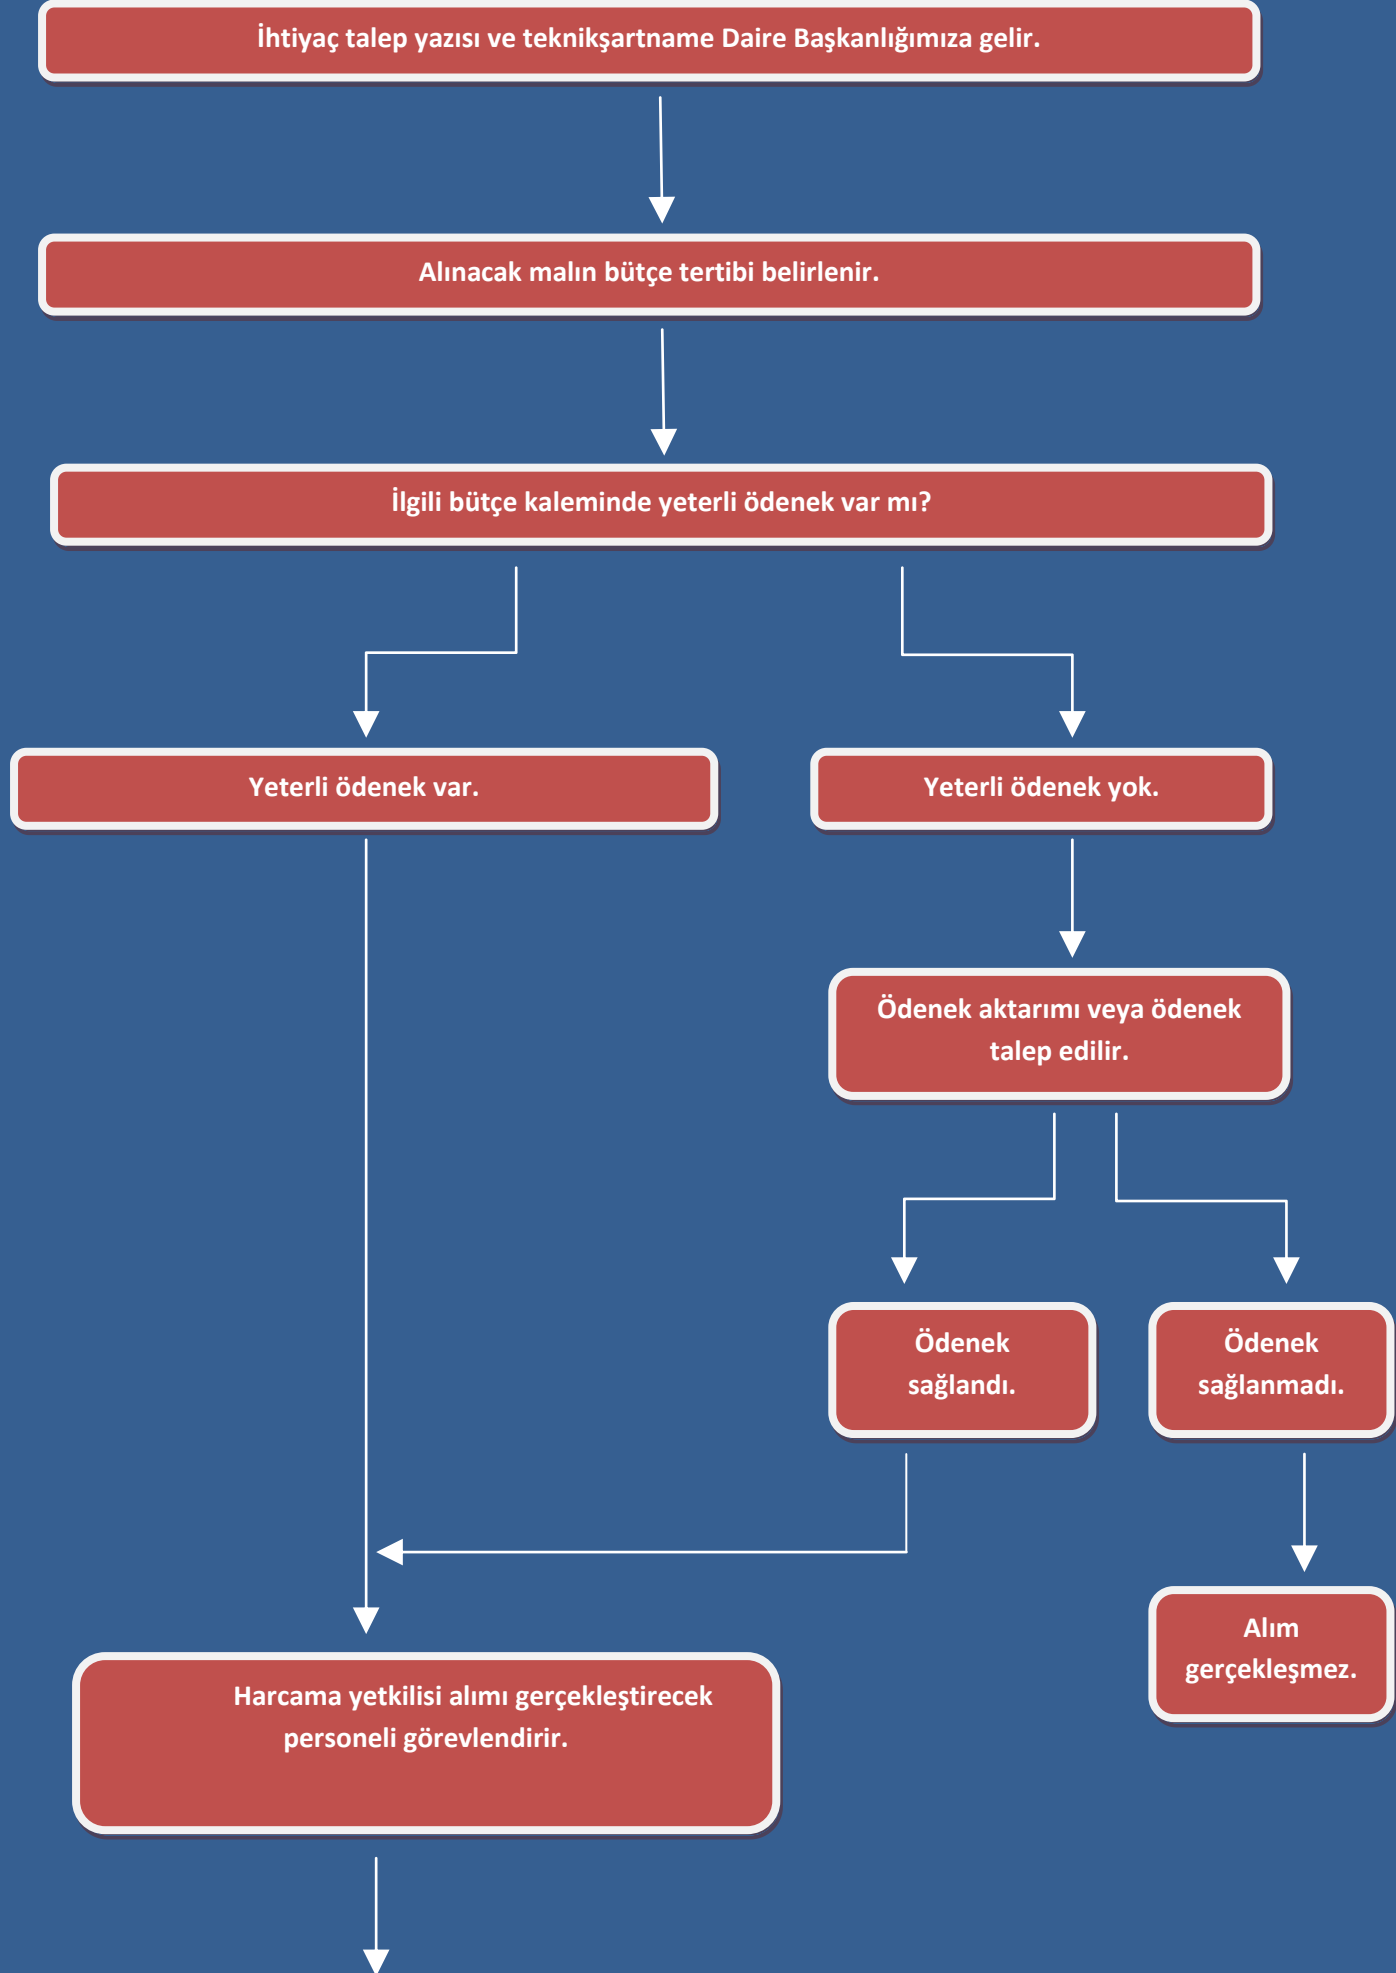 İhtiyaç talep yazısı ve teknikşartname Daire Başkanlığımıza gelir.
Alınacak malın bütçe tertibi belirlenir.
İlgili bütçe kaleminde yeterli ödenek var mı?
Yeterli ödenek var.
Yeterli ödenek yok.
Ödenek aktarımı veya ödenek
talep edilir.
Ödenek
sağlandı.
Ödenek
sağlanmadı.
Alım
gerçekleşmez.
Harcama yetkilisi alımı gerçekleştirecek
personeli görevlendirir.